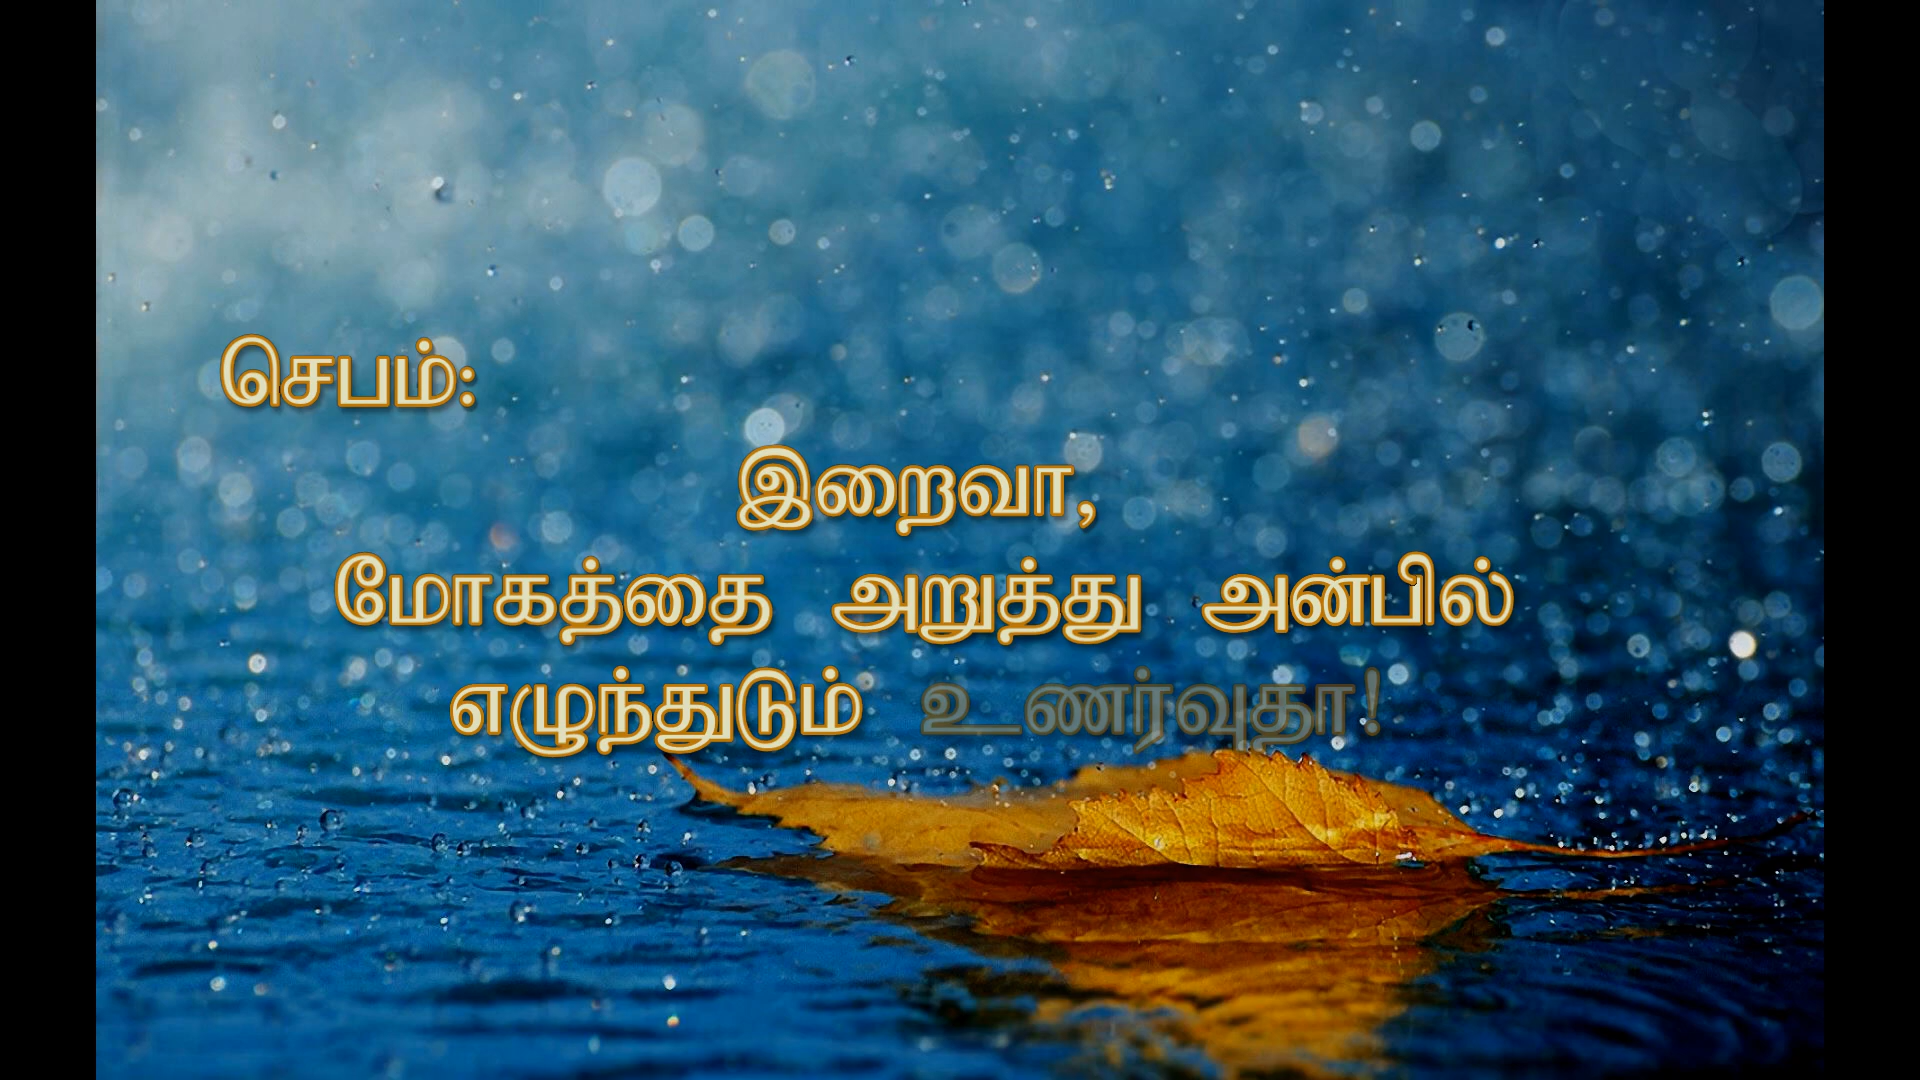 செபம்:
இறைவா,
மோகத்தை அறுத்து அன்பில்
எழுந்துடும் உணர்வுதா!